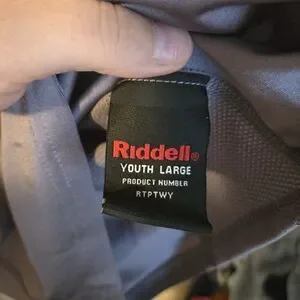 Riddell®
YOUTH LARGE
PRODUCT NUMBER
RTPTWY